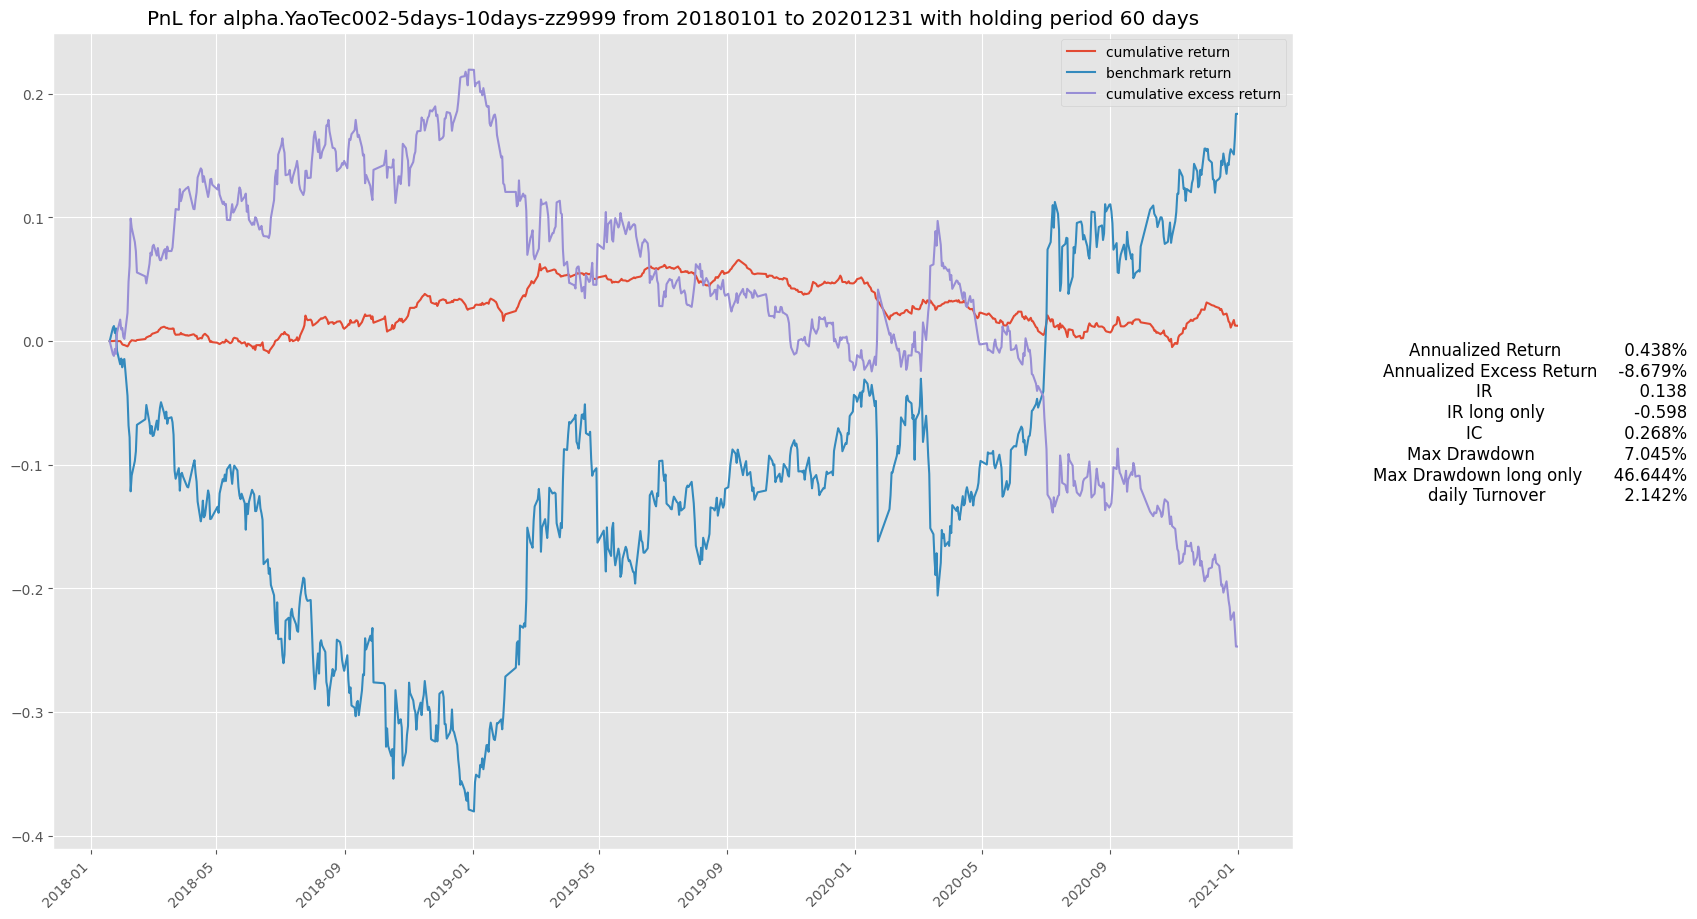 PnL for alpha.YaoTec002-5days-10days-zz9999 from 20180101 to 20201231 with holding period 60 days
cumulative return
benchmark return
cumulative excess return
0.2
0.1
0.0
−0.1
−0.2
−0.3
−0.4
2018-01
2018-05
2018-09
2019-01
2019-05
2019-09
2020-01
2020-05
2020-09
2021-01
Annualized Return 0.438%
Annualized Excess Return -8.679%
IR 0.138
IR long only -0.598
IC 0.268%
Max Drawdown 7.045%
Max Drawdown long only 46.644%
daily Turnover 2.142%